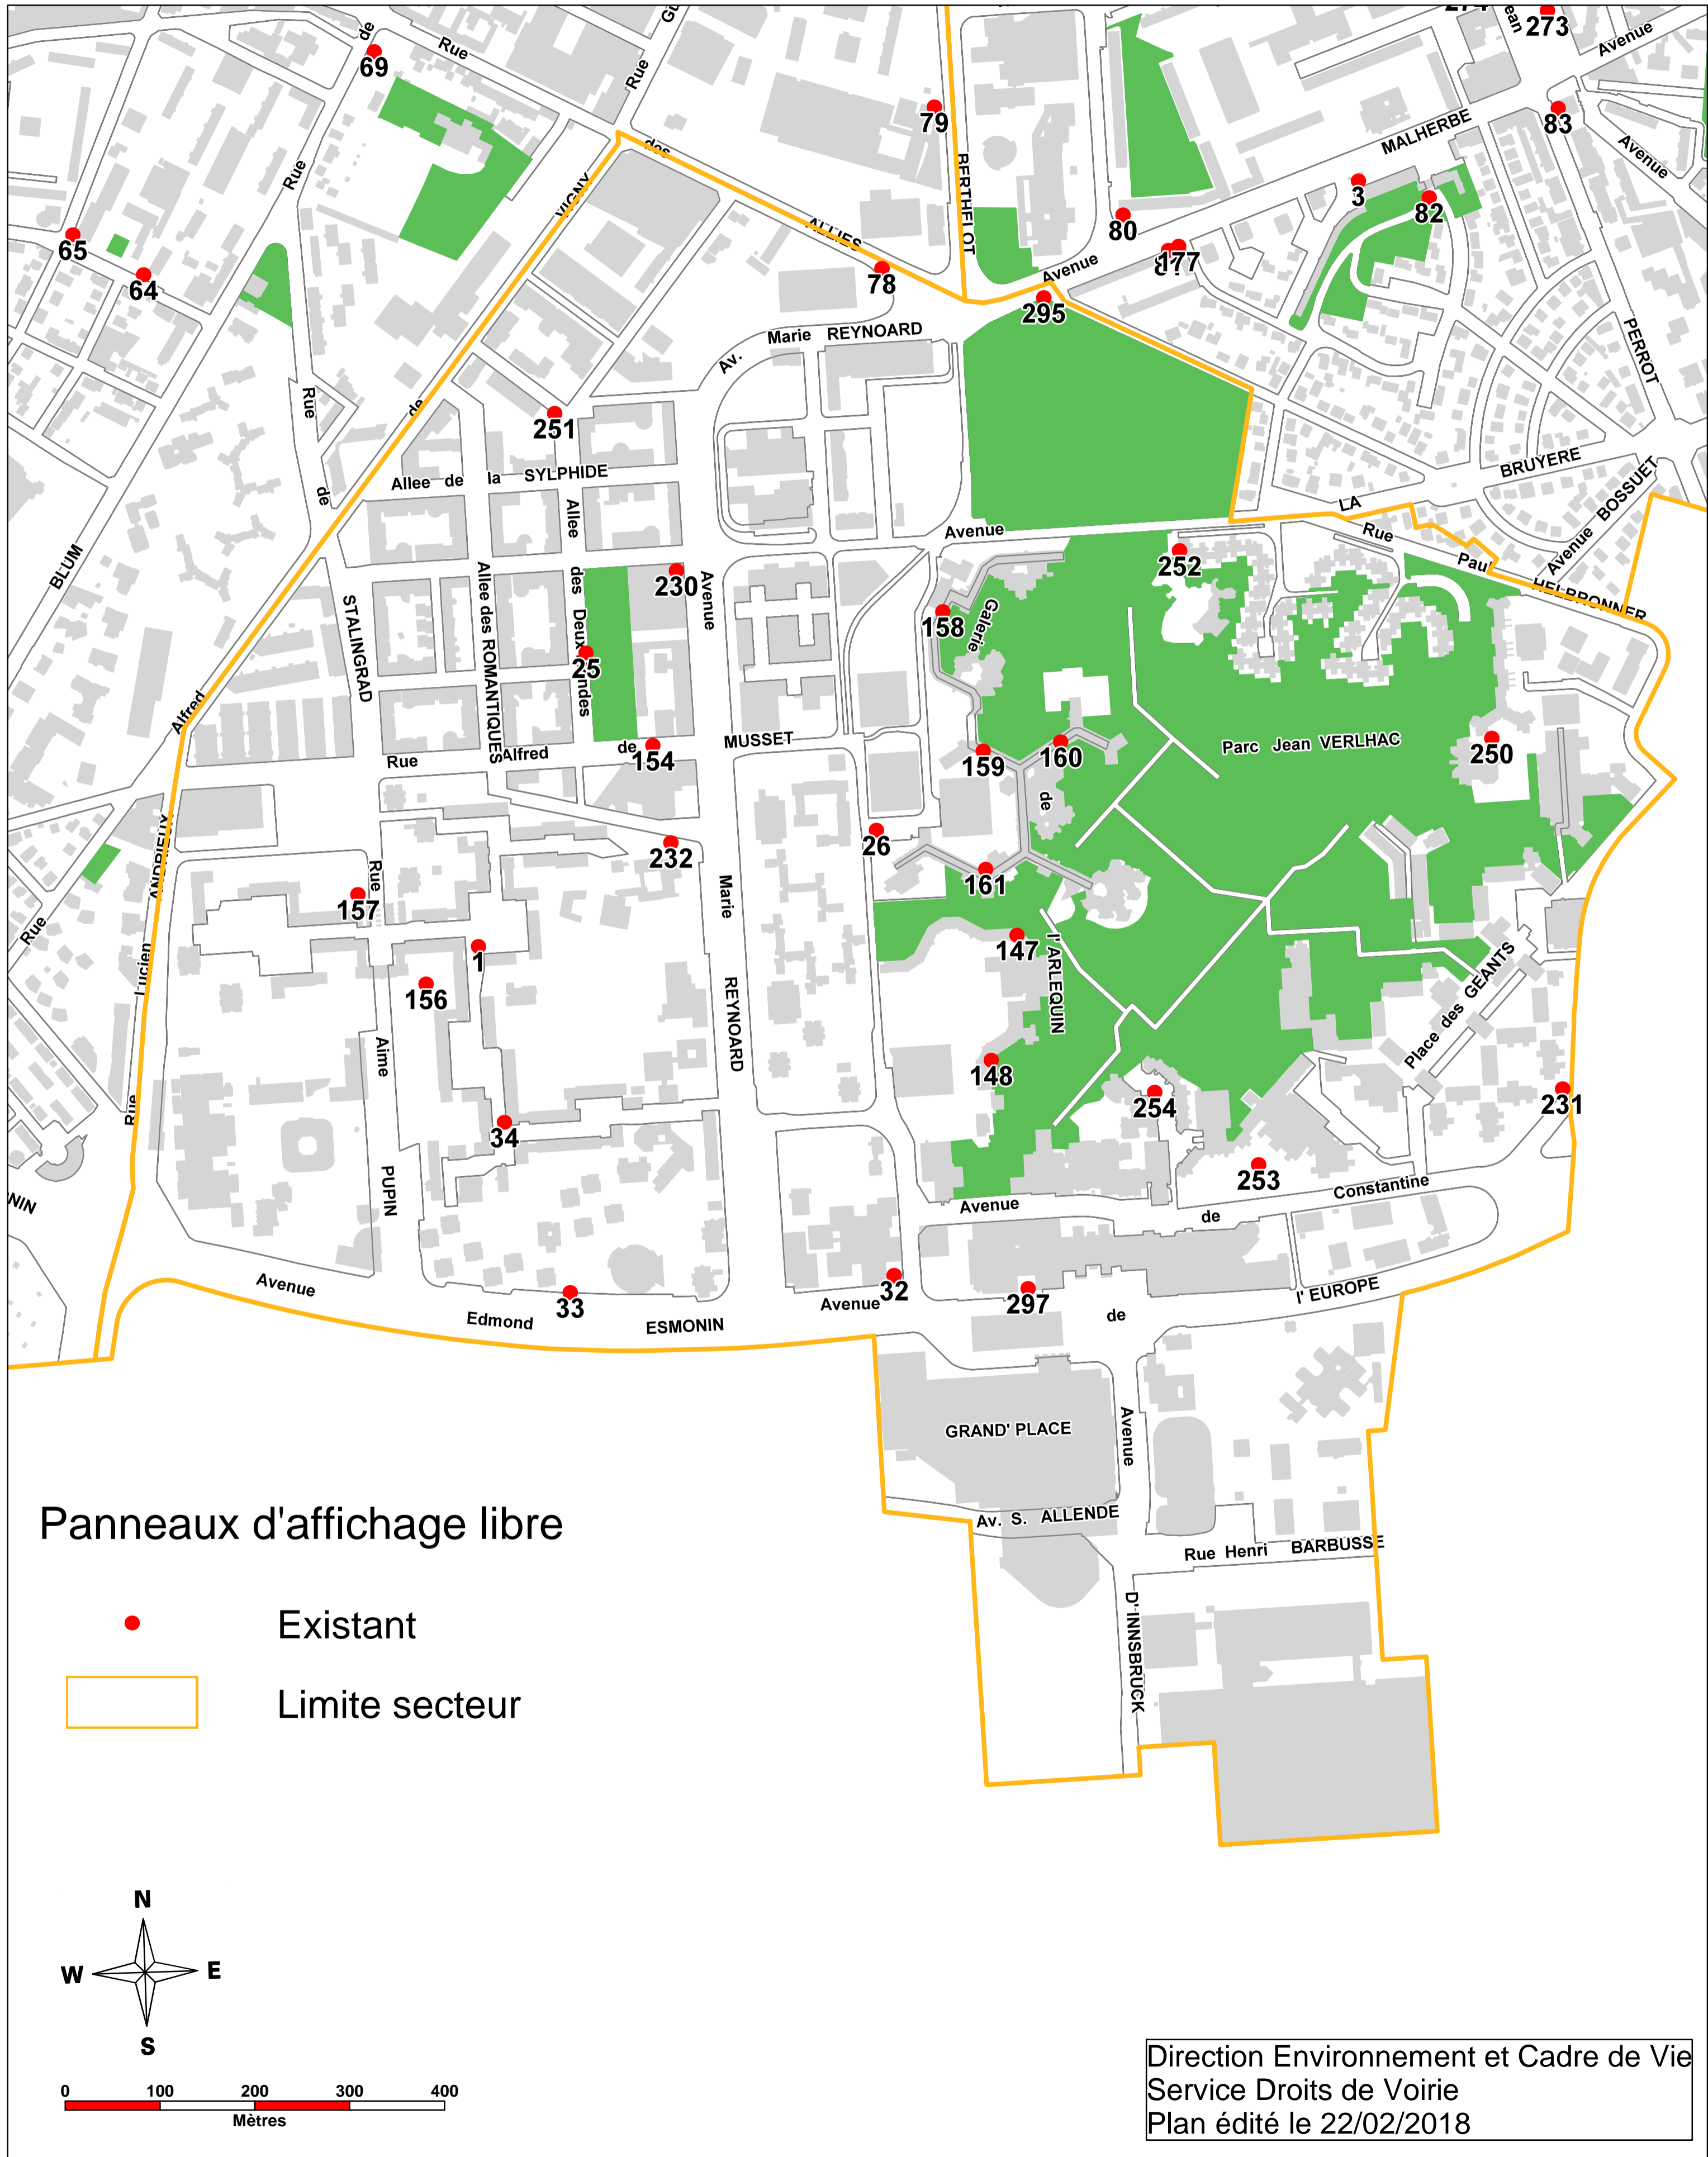 de
69
Rue
Rue
79
273
Avenue
BERTHELOT
MALHERBE
83
Avenue
Rue
des
VIGNY
3
82
65
64
ALLIES
78
80
177
Avenue
295
Marie REYNOARD
Av.
PERROT
Rue
de
251
Allee de la SYLPHIDE
de
Allee
BRUYERE
LA
BOSSUET
Avenue
Avenue
Rue
Paul
HELBRONNER
BLUM
STALINGRAD
Allee des ROMANTIQUES
des Deux
25
230
Avenue
158
Galerie
252
Alfred
Rue Alfred de
154
MUSSET
159
160
de
Parc Jean VERLHAC
250
26
232
161
ANDRIEUX
Rue
157
Marie
Rue
1
147
l' ARLEQUIN
Lucien
156
REYNOARD
Place des GEANTS
Aime
148
254
231
Rue
34
253
PUPIN
Avenue de Constantine
NIN
Avenue
33
Edmond ESMONIN
Avenue
32
297
de
l' EUROPE
GRAND' PLACE
Avenue
Av. S. ALLENDE
Rue Henri BARBUSSE
D'INNSBRUCK
Panneaux d'affichage libre
Existant
Limite secteur
N
W E
S
0 100 200 300 400
Mètres
Direction Environnement et Cadre de Vie
Service Droits de Voirie
Plan édité le 22/02/2018